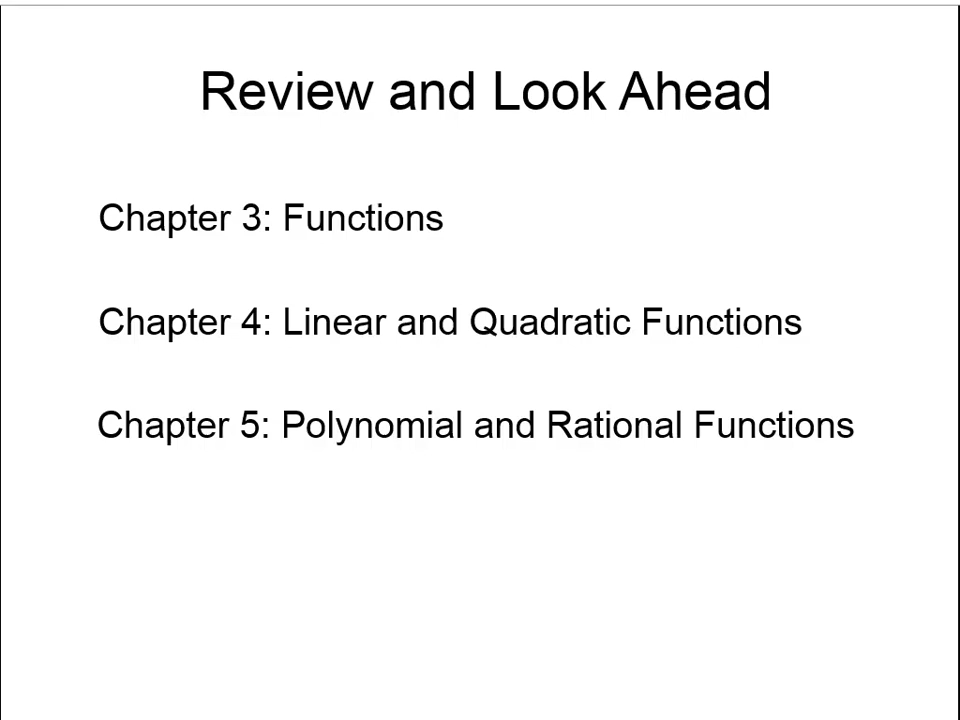 Review and Look Ahead
Chapter 3: Functions
Chapter 4: Linear and Quadratic Functions
Chapter 5: Polynomial and Rational Functions